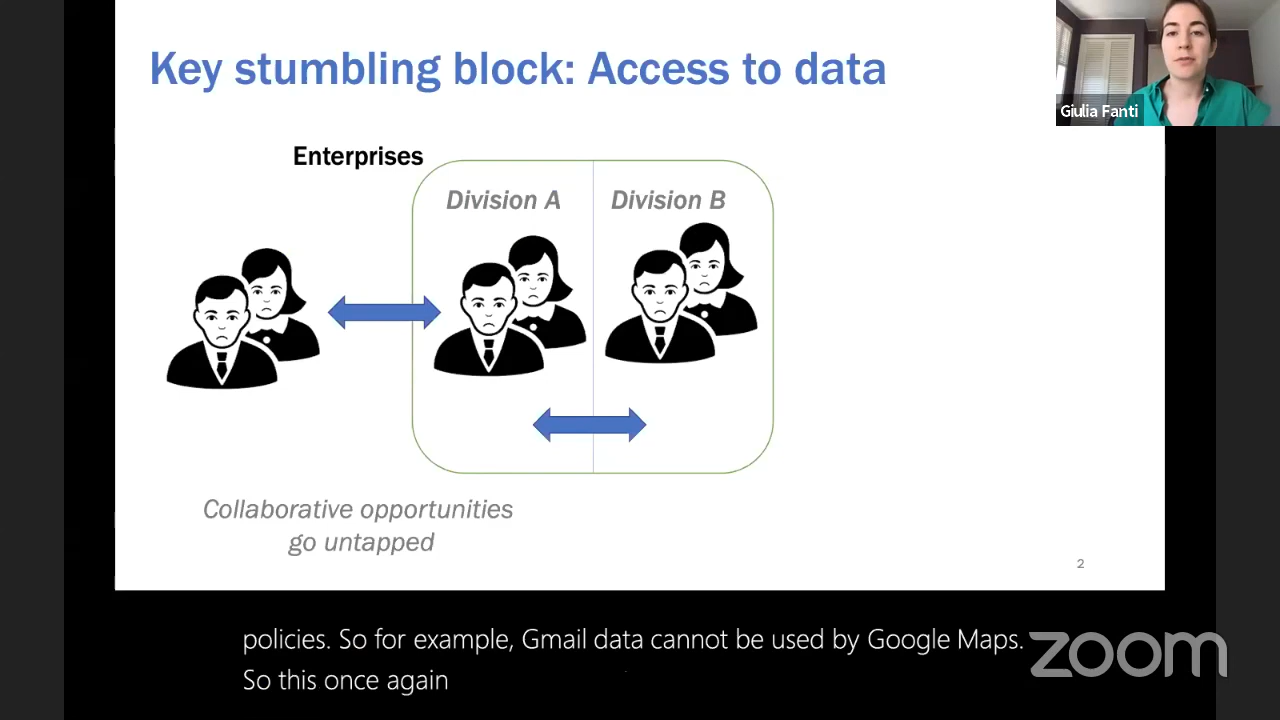 Key stumbling block: Access to data
Giulia Fanti
Enterprises
Division A
Division B
Collaborative opportunities
go untapped
2
policies. So for example, Gmail data cannot be used by Google Maps.
So this once again
zoom